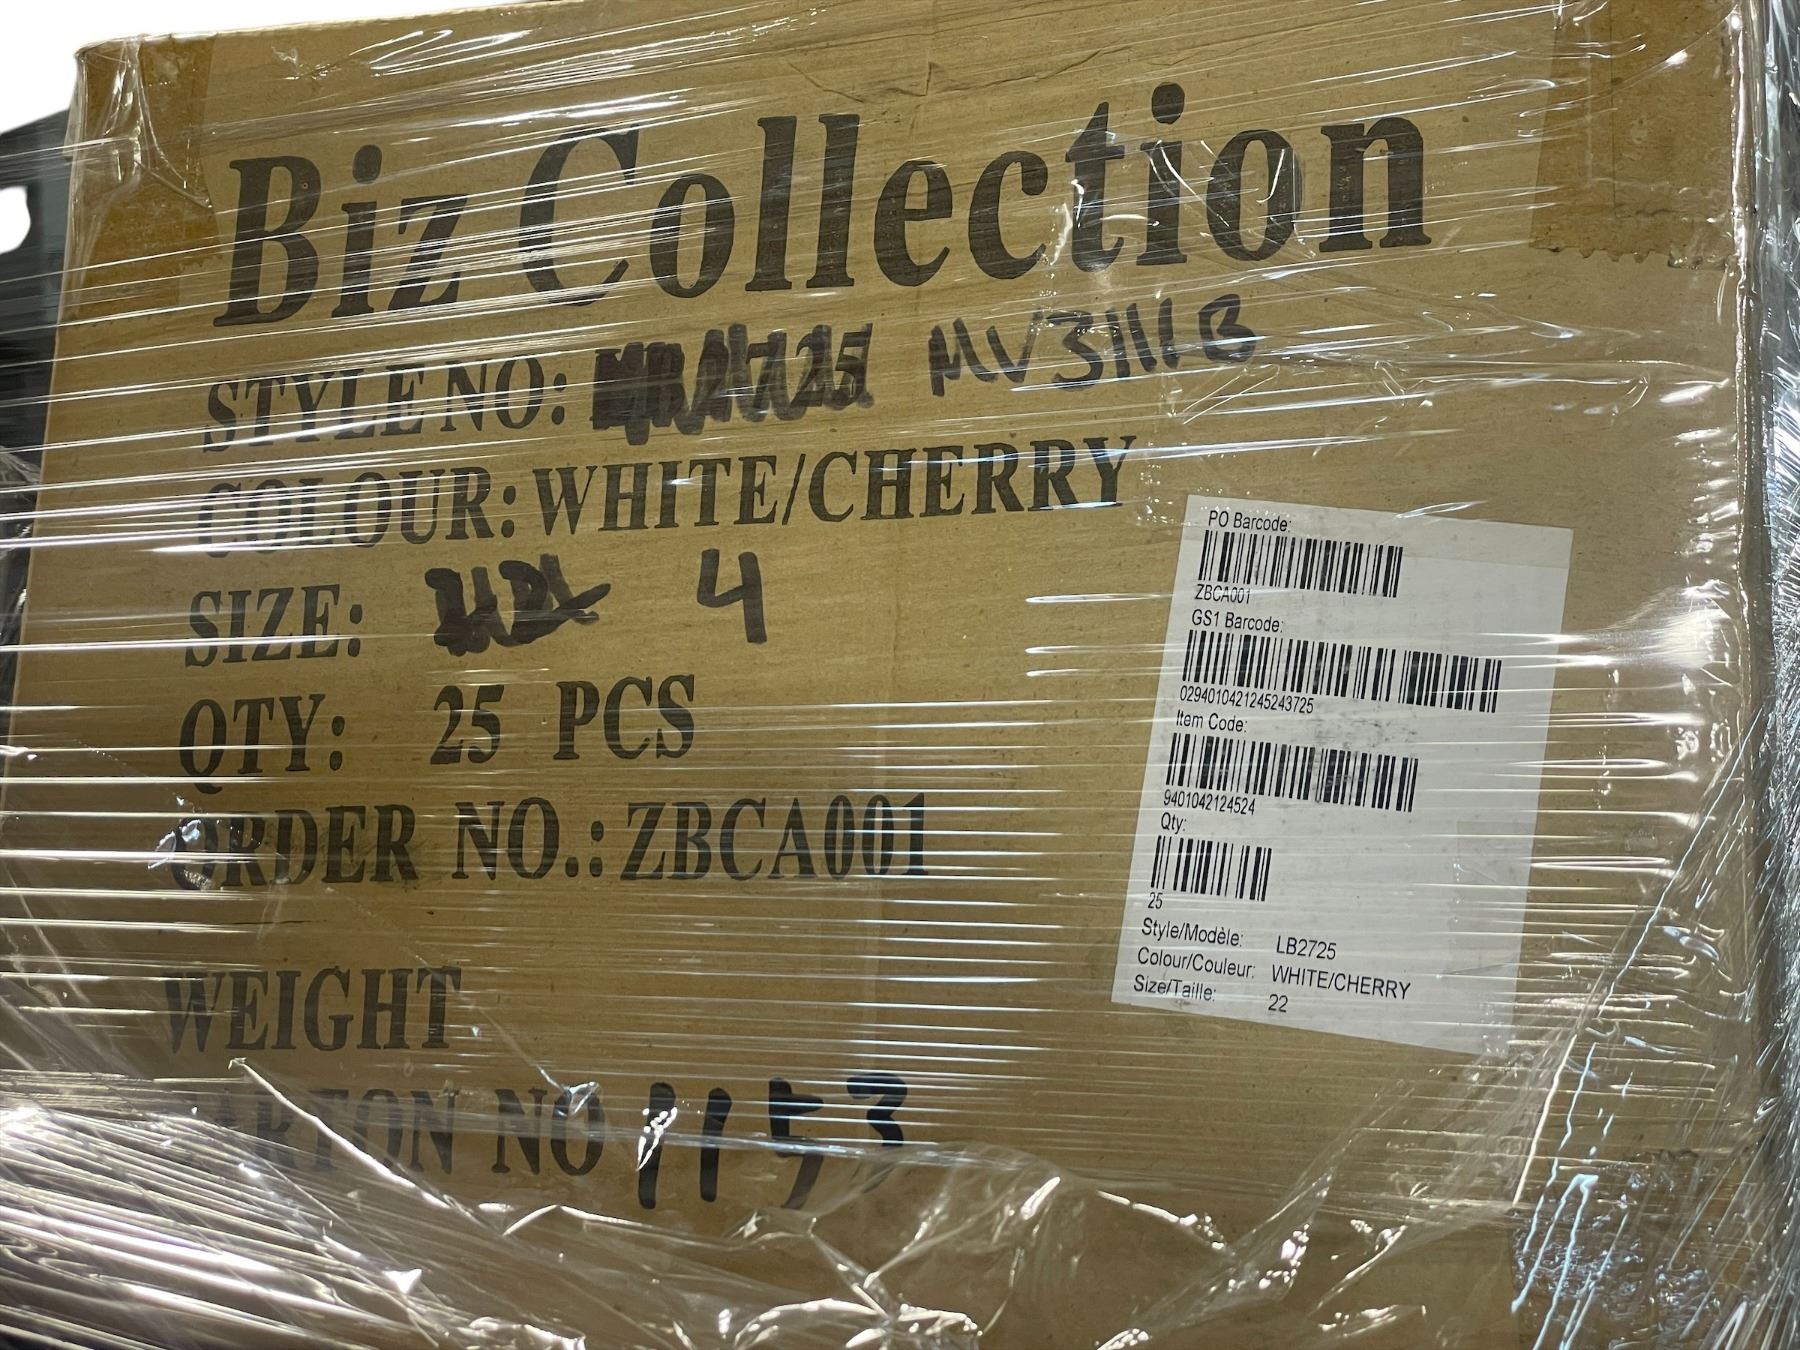 Biz Collection
STYLE NO: MV3111B
COLOUR: WHITE/CHERRY
SIZE: 4
QTY: 25 PCS
ORDER NO.: ZBCA001
WEIGHT
CARTON NO 1153
PO Barcode:
ZBCA001
GS1 Barcode:
0294010421245243725
Item Code:
9401042124524
Qty:
25
Style/Modèle: LB2725
Colour/Couleur: WHITE/CHERRY
Size/Taille: 22